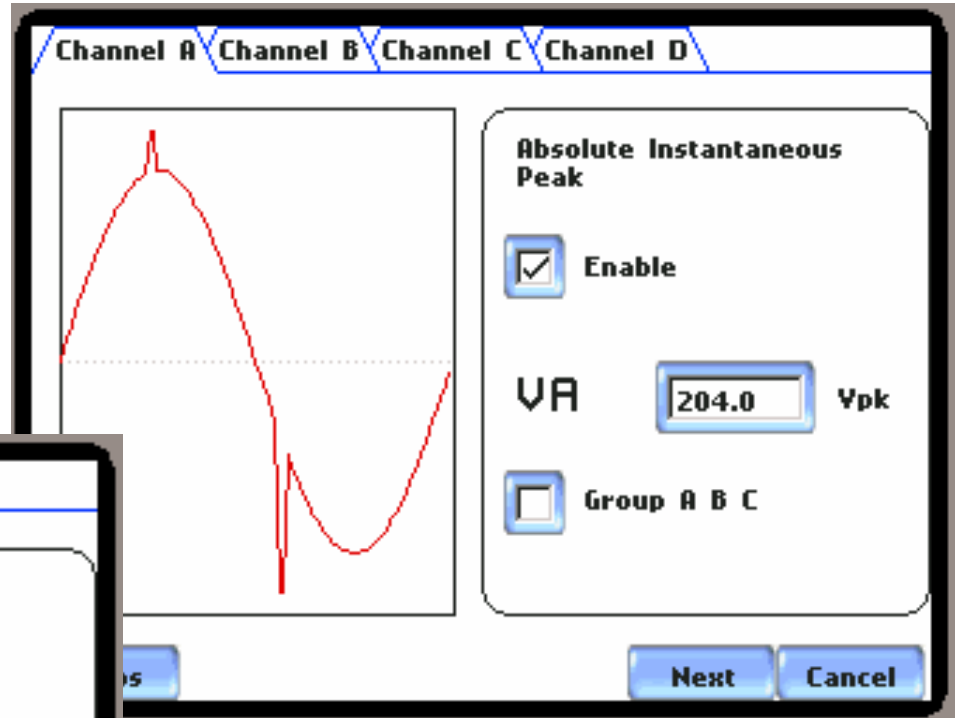 Channel A Channel B Channel C Channel D
Absolute Instantaneous
Peak
Enable
VA 204.0 Vpk
Group A B C
Next Cancel